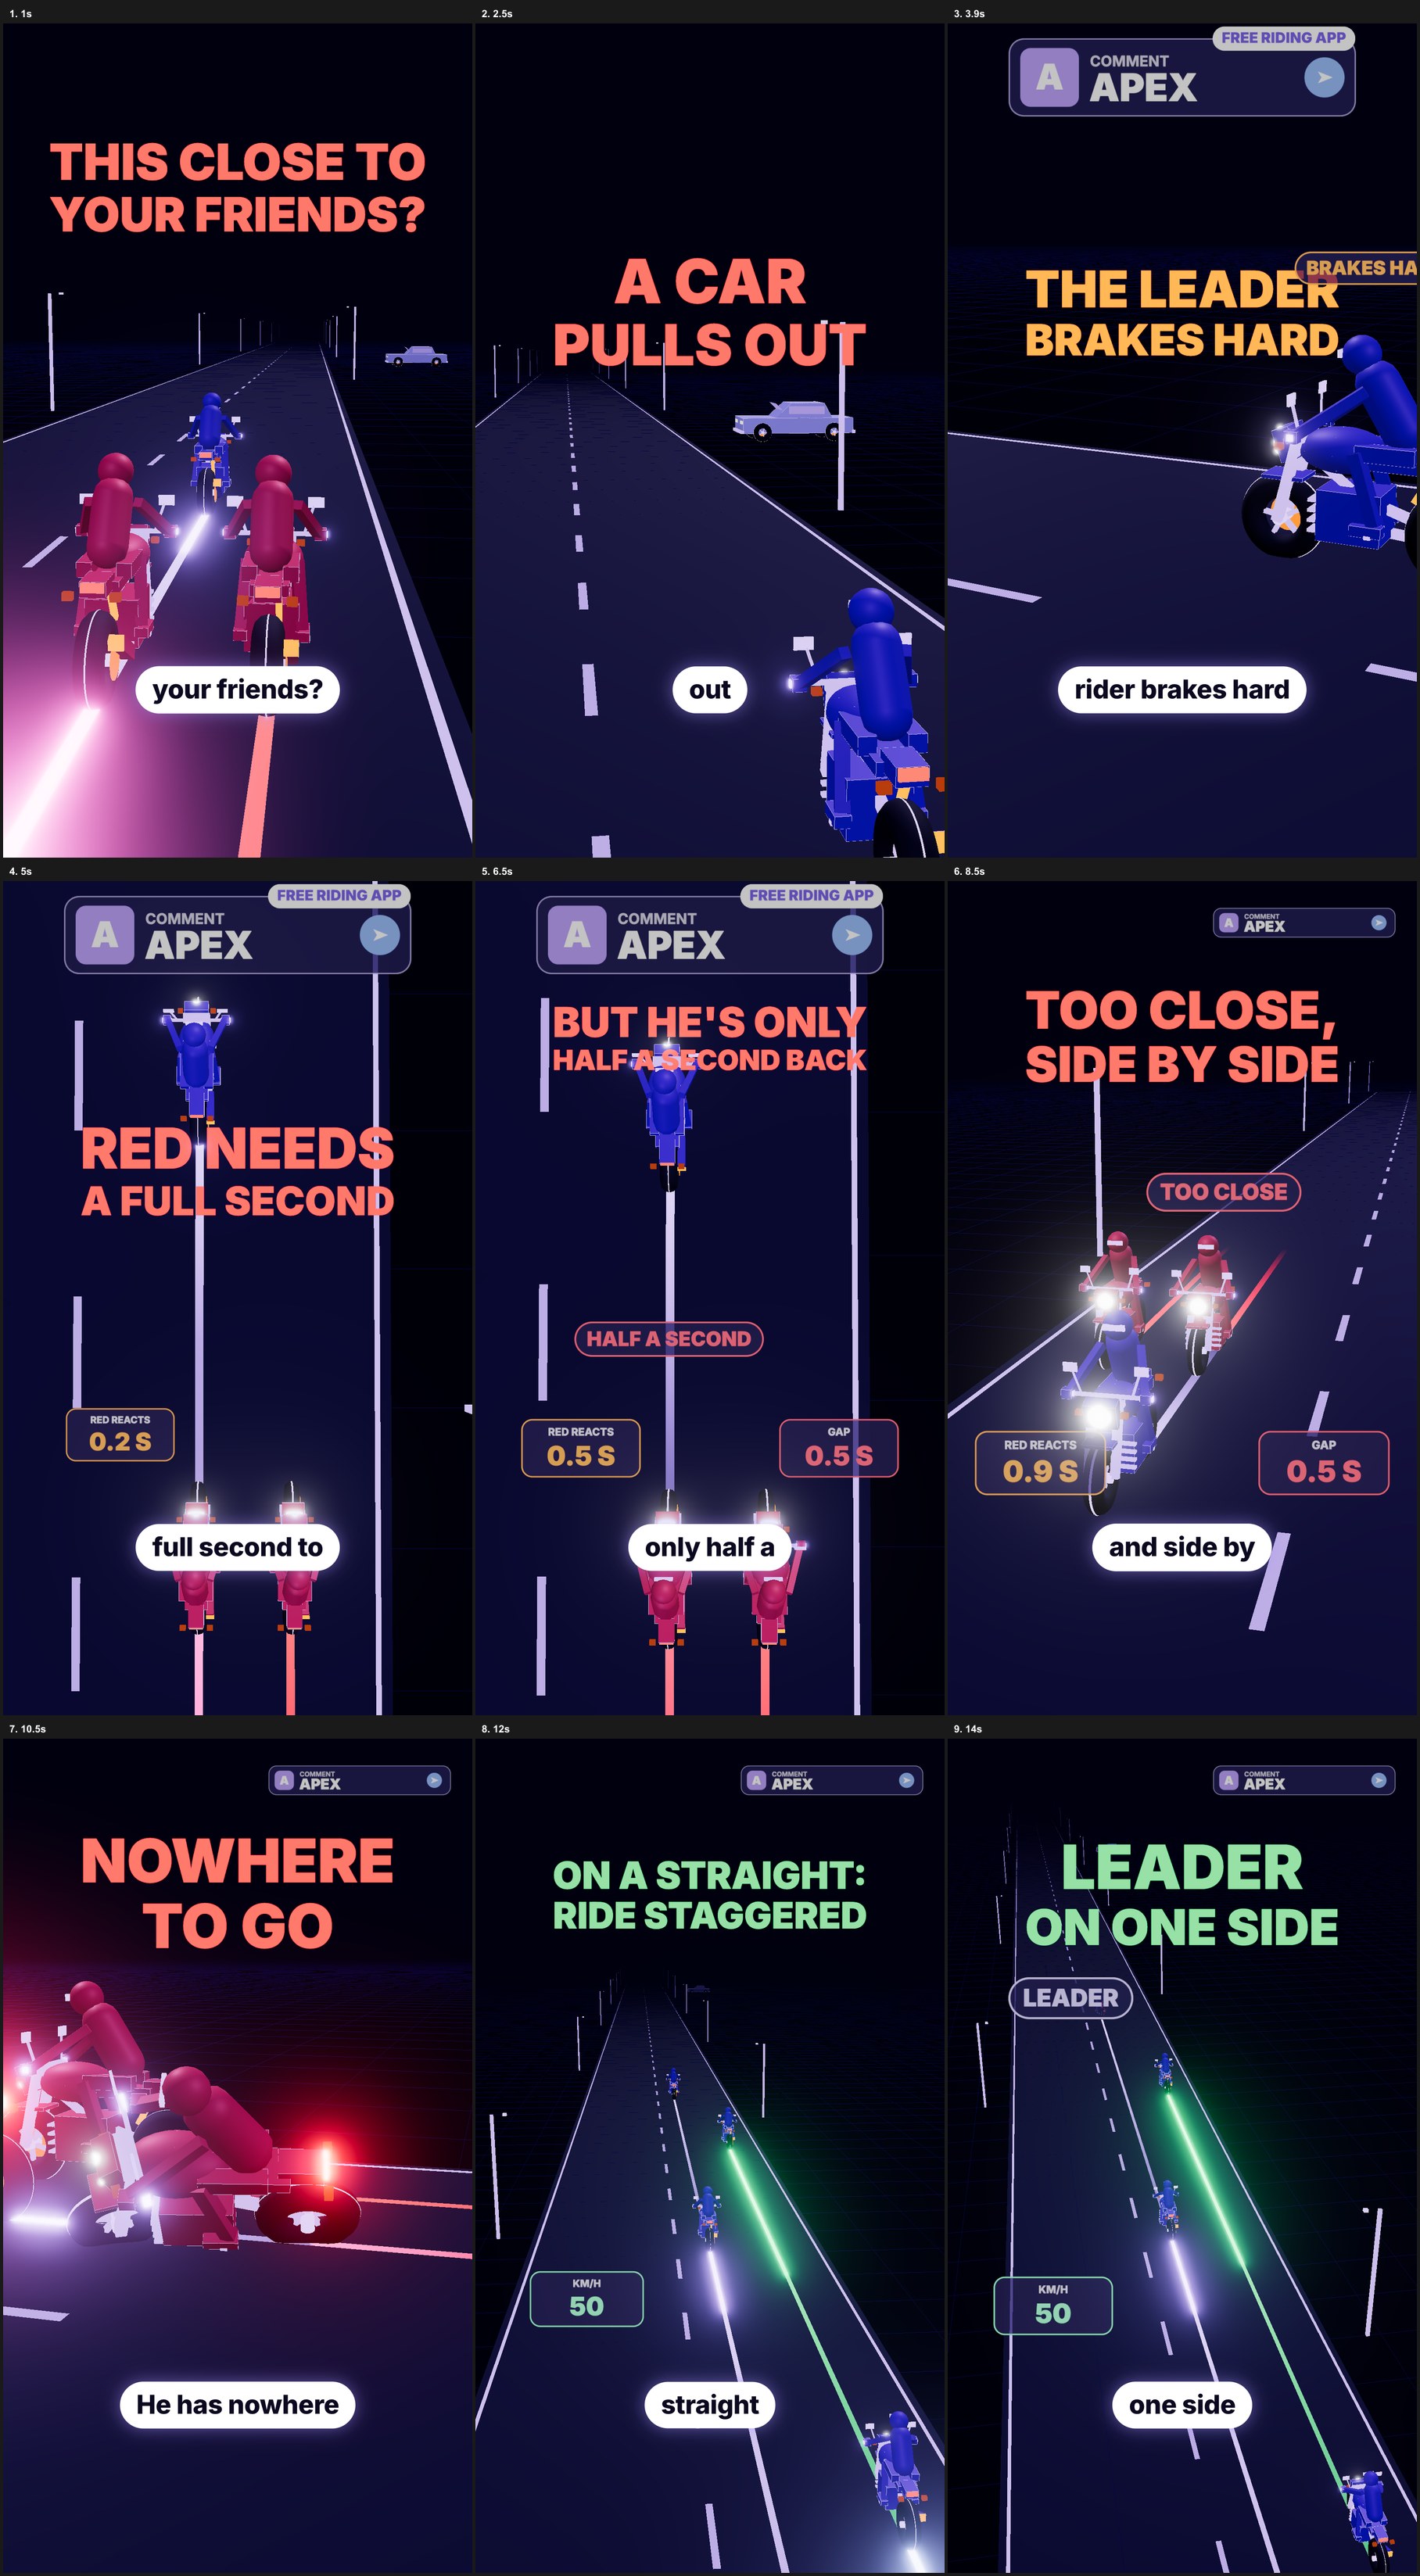 1. 1s
THIS CLOSE TO
YOUR FRIENDS?
your friends?
2. 2.5s
A CAR
PULLS OUT
out
3. 3.9s
FREE RIDING APP
A
COMMENT
APEX
BRAKES HA
THE LEADER
BRAKES HARD
rider brakes hard
4. 5s
FREE RIDING APP
A
COMMENT
APEX
RED NEEDS
A FULL SECOND
RED REACTS
0.2 S
full second to
5. 6.5s
FREE RIDING APP
A
COMMENT
APEX
BUT HE'S ONLY
HALF A SECOND BACK
HALF A SECOND
RED REACTS
0.5 S
GAP
0.5 S
only half a
6. 8.5s
A
COMMENT
APEX
TOO CLOSE,
SIDE BY SIDE
TOO CLOSE
RED REACTS
0.9 S
GAP
0.5 S
and side by
7. 10.5s
A
COMMENT
APEX
NOWHERE
TO GO
He has nowhere
8. 12s
A
COMMENT
APEX
ON A STRAIGHT:
RIDE STAGGERED
KM/H
50
straight
9. 14s
A
COMMENT
APEX
LEADER
ON ONE SIDE
LEADER
KM/H
50
one side